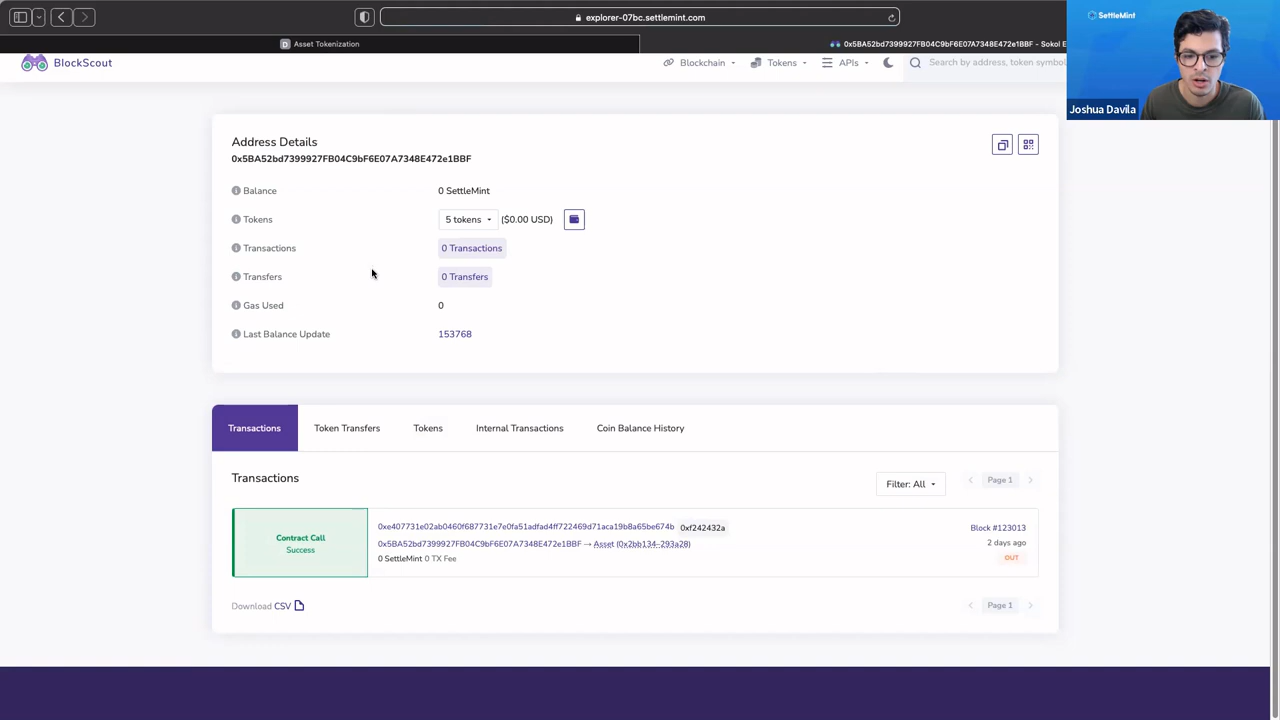 explorer-07bc.settlemint.com
Asset Tokenization
0x5BA52bd7399927FB04C9bF6E07A7348E472e1BBF - Sokol E
SettleMint
Joshua Davila
BlockScout
Blockchain
Tokens
APIs
Search by address, token symbol
Address Details
0x5BA52bd7399927FB04C9bF6E07A7348E472e1BBF
Balance
0 SettleMint
Tokens
5 tokens
($0.00 USD)
Transactions
0 Transactions
Transfers
0 Transfers
Gas Used
0
Last Balance Update
153768
Transactions
Token Transfers
Tokens
Internal Transactions
Coin Balance History
Transactions
Filter: All
Page 1
Contract Call
Success
0xe407731e02ab0460f687731e7e0fa51adfad4ff722469d71aca19b8a65be674b
0xf242432a
0x5BA52bd7399927FB04C9bF6E07A7348E472e1BBF → Asset (0x2bb134-293a28)
0 SettleMint 0 TX Fee
Block #123013
2 days ago
OUT
Download CSV
Page 1